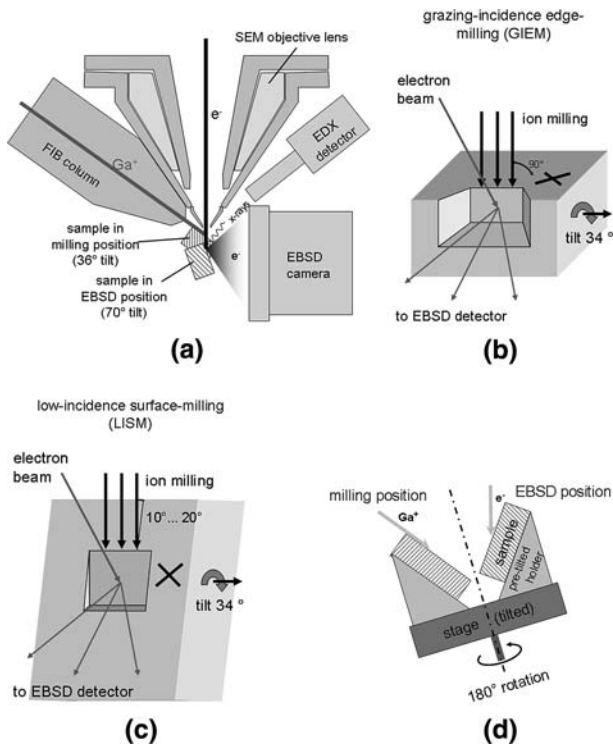 SEM objective lens
e-
FIB column
Ga+
EDX
detector
x-rays
sample in
milling position
(36° tilt)
e-
EBSD
camera
sample in
EBSD position
(70° tilt)
(a)
grazing-incidence edge-
milling (GIEM)
electron
beam
ion milling
90°
tilt 34 °
to EBSD detector
(b)
low-incidence surface-milling
(LISM)
electron
beam
ion milling
10°... 20°
tilt 34 °
to EBSD detector
(c)
milling position
Ga+
e-
EBSD position
sample
pre-tilted
holder
stage (tilted)
180° rotation
(d)